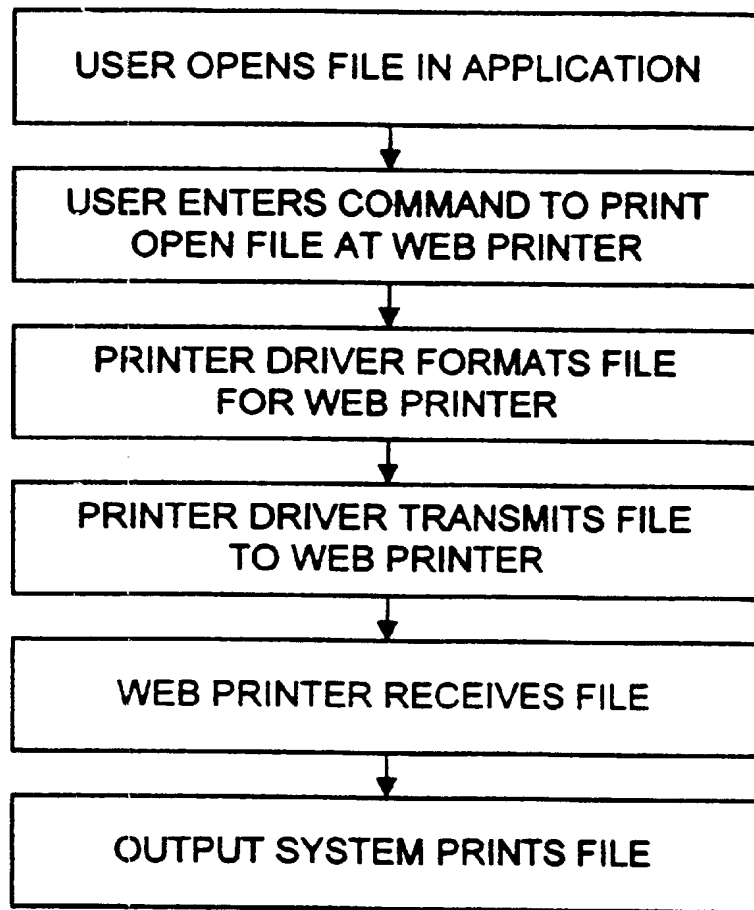 USER OPENS FILE IN APPLICATION
USER ENTERS COMMAND TO PRINT
OPEN FILE AT WEB PRINTER
PRINTER DRIVER FORMATS FILE
FOR WEB PRINTER
PRINTER DRIVER TRANSMITS FILE
TO WEB PRINTER
WEB PRINTER RECEIVES FILE
OUTPUT SYSTEM PRINTS FILE